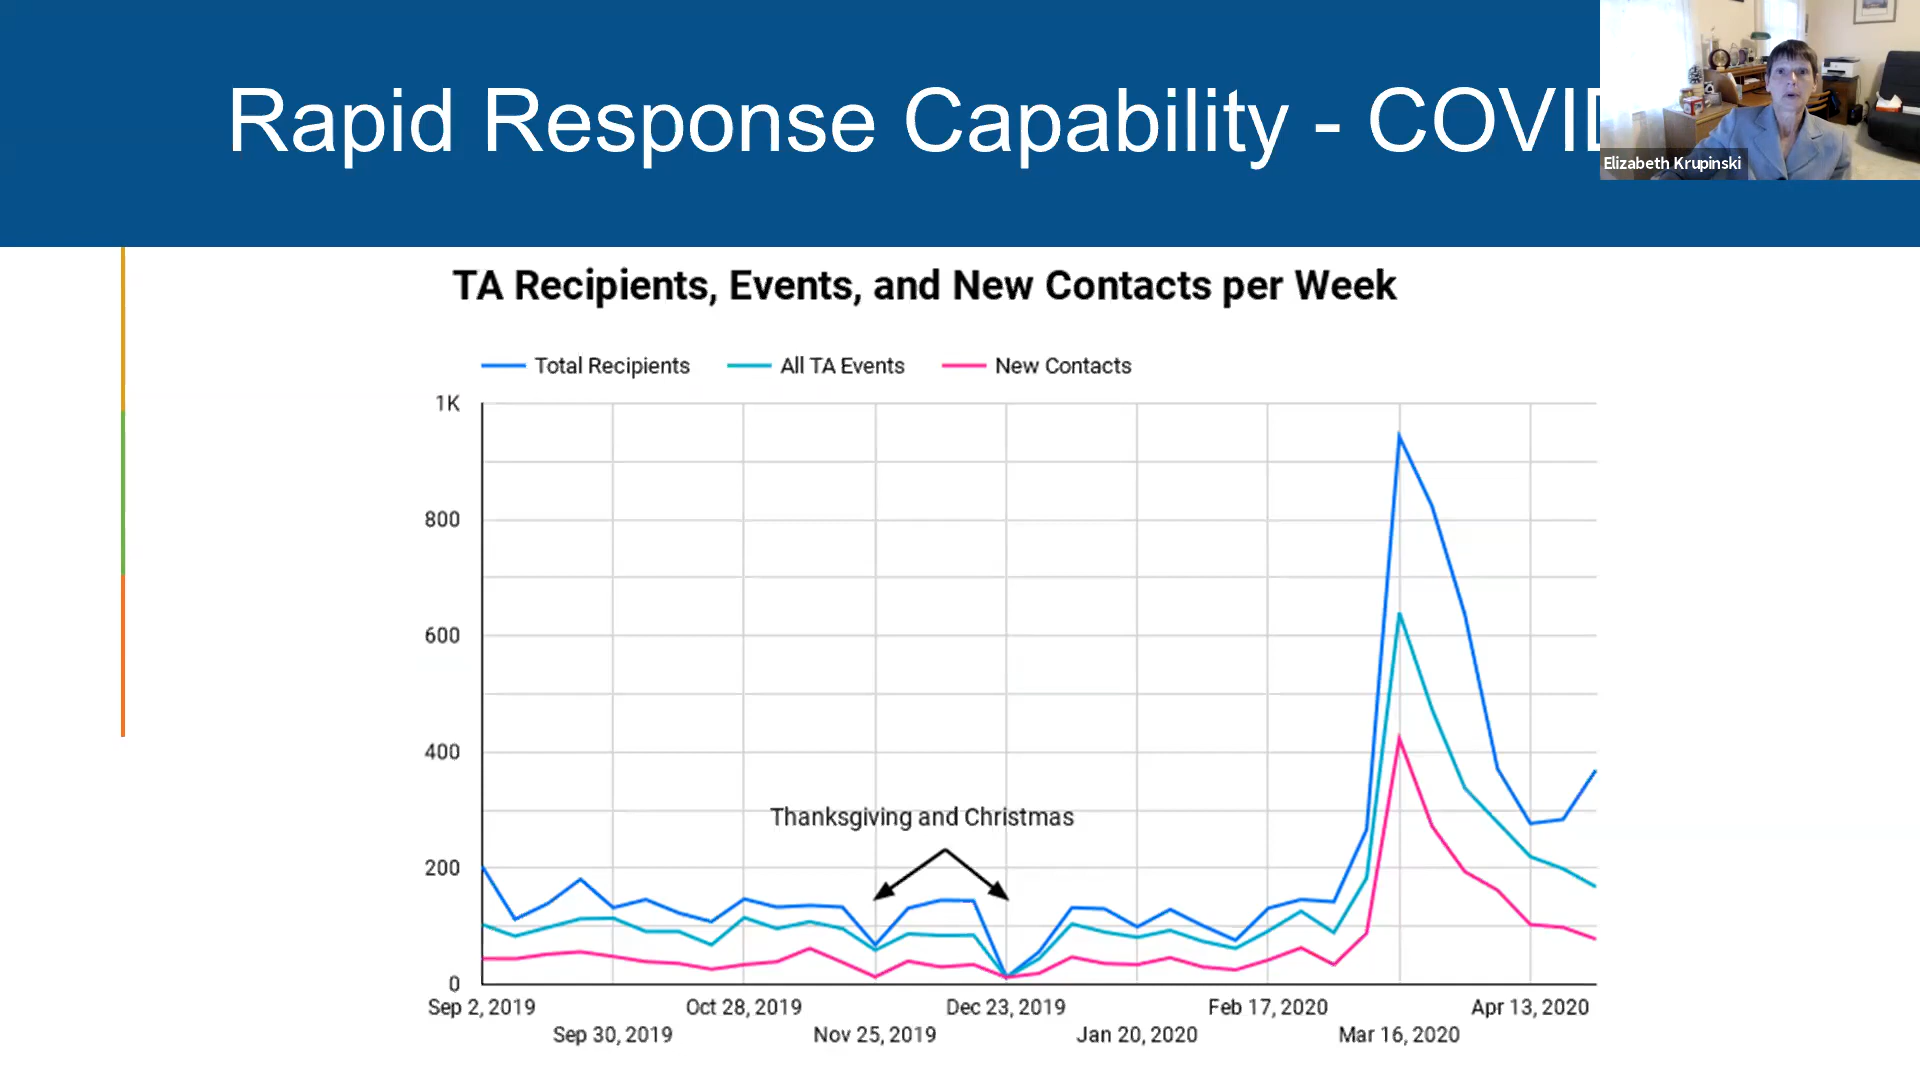 Rapid Response Capability - COVID
Elizabeth Krupinski
TA Recipients, Events, and New Contacts per Week
Total Recipients All TA Events New Contacts
1K
800
600
400
Thanksgiving and Christmas
200
0
Sep 2, 2019 Oct 28, 2019 Dec 23, 2019 Feb 17, 2020 Apr 13, 2020
Sep 30, 2019 Nov 25, 2019 Jan 20, 2020 Mar 16, 2020